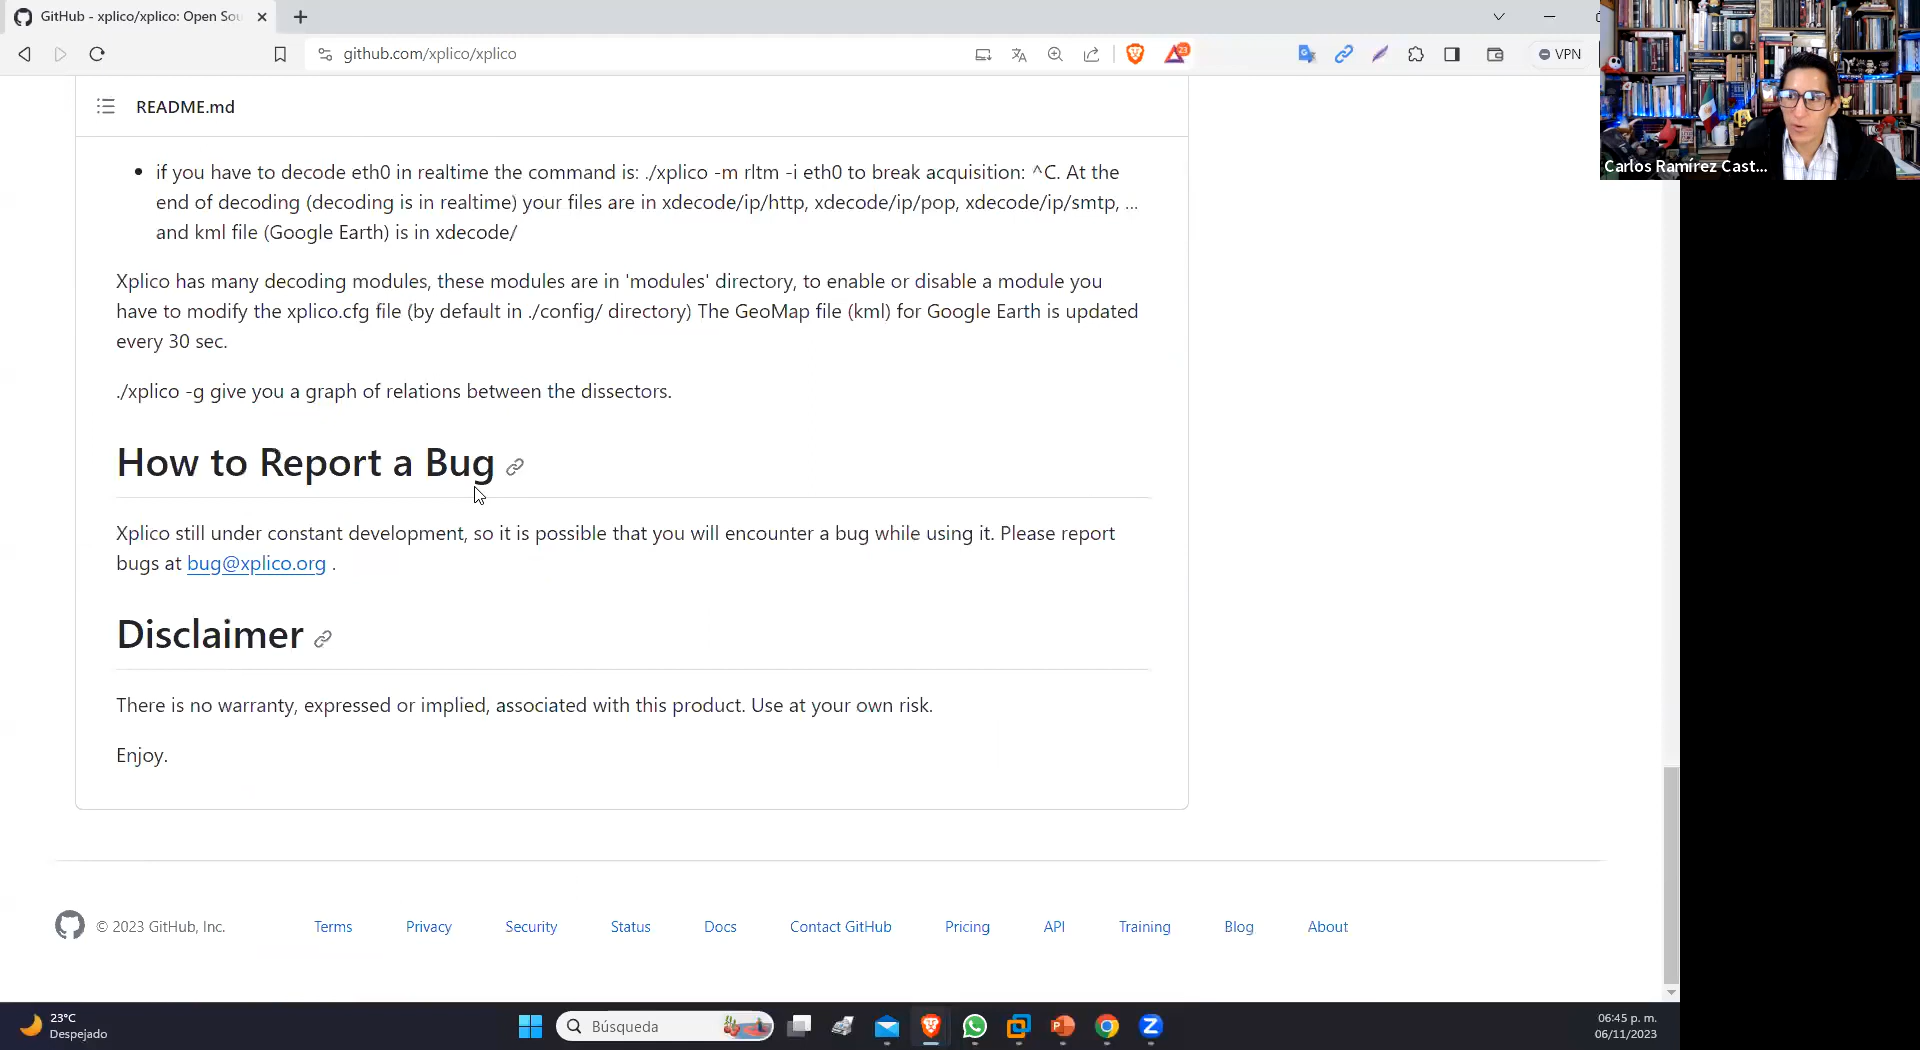 GitHub - xplico/xplico: Open Sou
github.com/xplico/xplico
23
VPN
Carlos Ramírez Cast...
README.md
if you have to decode eth0 in realtime the command is: ./xplico -m rltm -i eth0 to break acquisition: ^C. At the
end of decoding (decoding is in realtime) your files are in xdecode/ip/http, xdecode/ip/pop, xdecode/ip/smtp, ...
and kml file (Google Earth) is in xdecode/
Xplico has many decoding modules, these modules are in 'modules' directory, to enable or disable a module you
have to modify the xplico.cfg file (by default in ./config/ directory) The GeoMap file (kml) for Google Earth is updated
every 30 sec.
./xplico -g give you a graph of relations between the dissectors.
How to Report a Bug
Xplico still under constant development, so it is possible that you will encounter a bug while using it. Please report
bugs at bug@xplico.org .
Disclaimer
There is no warranty, expressed or implied, associated with this product. Use at your own risk.
Enjoy.
© 2023 GitHub, Inc. Terms Privacy Security Status Docs Contact GitHub Pricing API Training Blog About
23°C
Despejado
Búsqueda
06:45 p. m.
06/11/2023